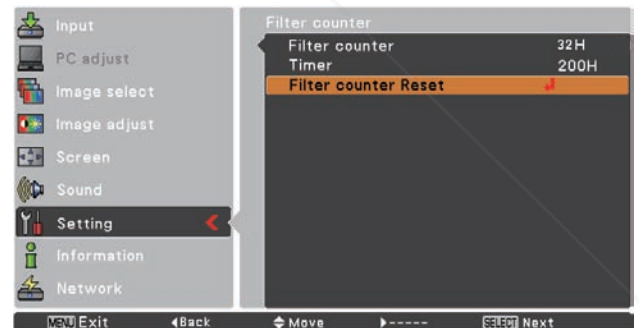 Input
PC adjust
Image select
Image adjust
Screen
Sound
Setting
Information
Network
Filter counter
Filter counter 32H
Timer 200H
Filter counter Reset
MENU Exit ◀Back Move ▶----- SELECT Next